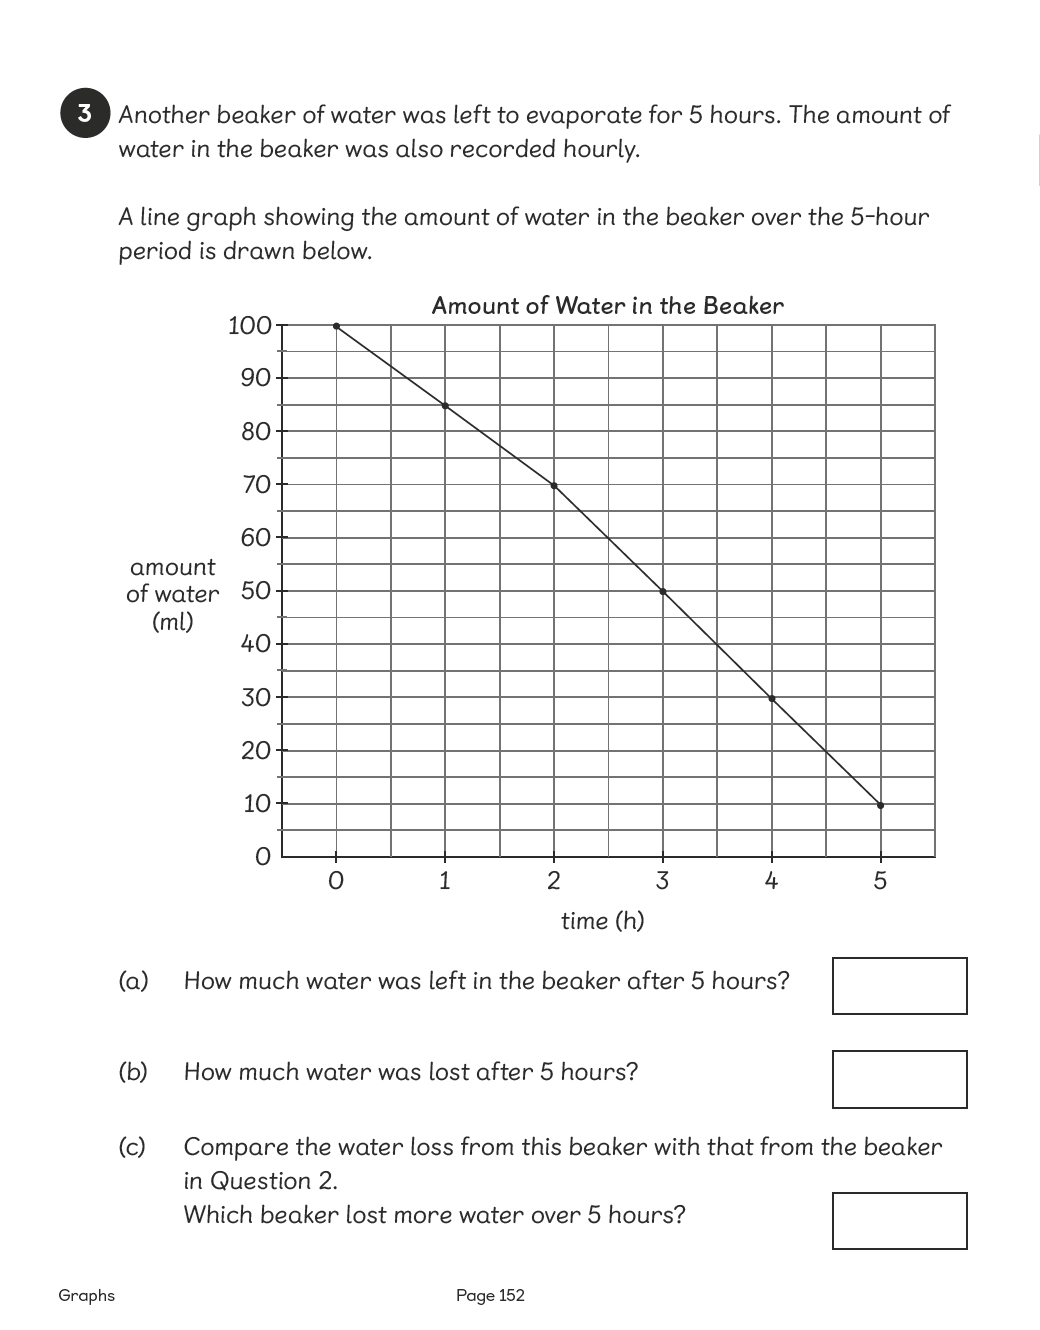 3 Another beaker of water was left to evaporate for 5 hours. The amount of
water in the beaker was also recorded hourly.
A line graph showing the amount of water in the beaker over the 5-hour
period is drawn below.
Amount of Water in the Beaker
100
90
80
70
60
50
40
30
20
10
0
amount
of water
(ml)
0 1 2 3 4 5
time (h)
(a) How much water was left in the beaker after 5 hours?
(b) How much water was lost after 5 hours?
(c) Compare the water loss from this beaker with that from the beaker
in Question 2.
Which beaker lost more water over 5 hours?
Graphs Page 152